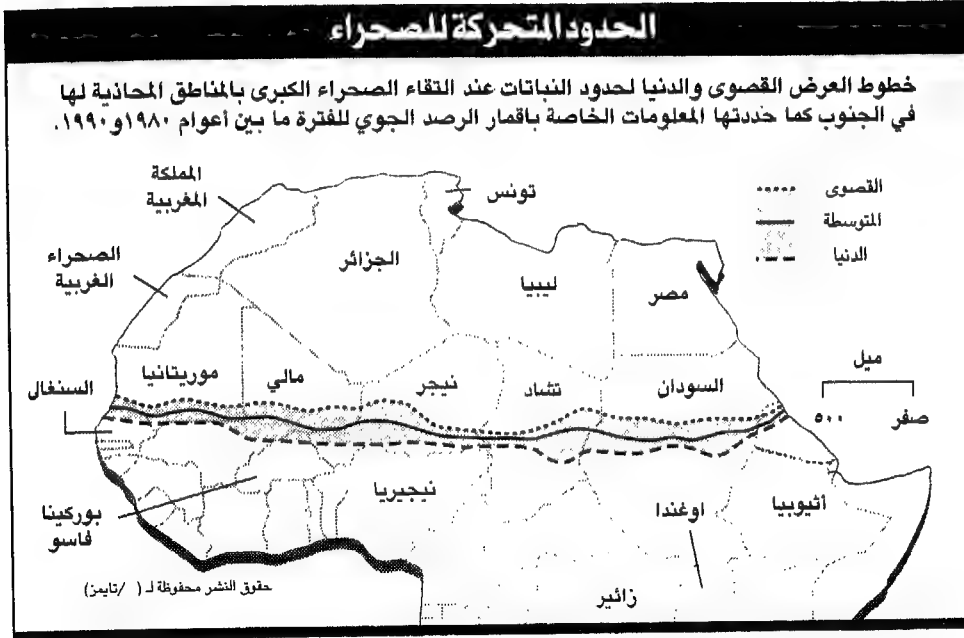 الحدود المتحركة للصحراء
خطوط العرض القصوى والدنيا لحدود النباتات عند التقاء الصحراء الكبرى بالمناطق المحاذية لها
في الجنوب كما حددتها المعلومات الخاصة باقمار الرصد الجوي للفترة ما بين أعوام ١٩٨٠ و١٩٩٠.
القصوى
المتوسطة
الدنيا
المملكة
المغربية
تونس
الصحراء
الغربية
الجزائر
ليبيا
مصر
ميل
صفر
٥٠٠
السنغال
موريتانيا
مالي
نيجر
تشاد
السودان
بوركينا
فاسو
نيجيريا
اوغندا
اثيوبيا
زائير
حقوق النشر محفوظة لـ ( /تايمز)